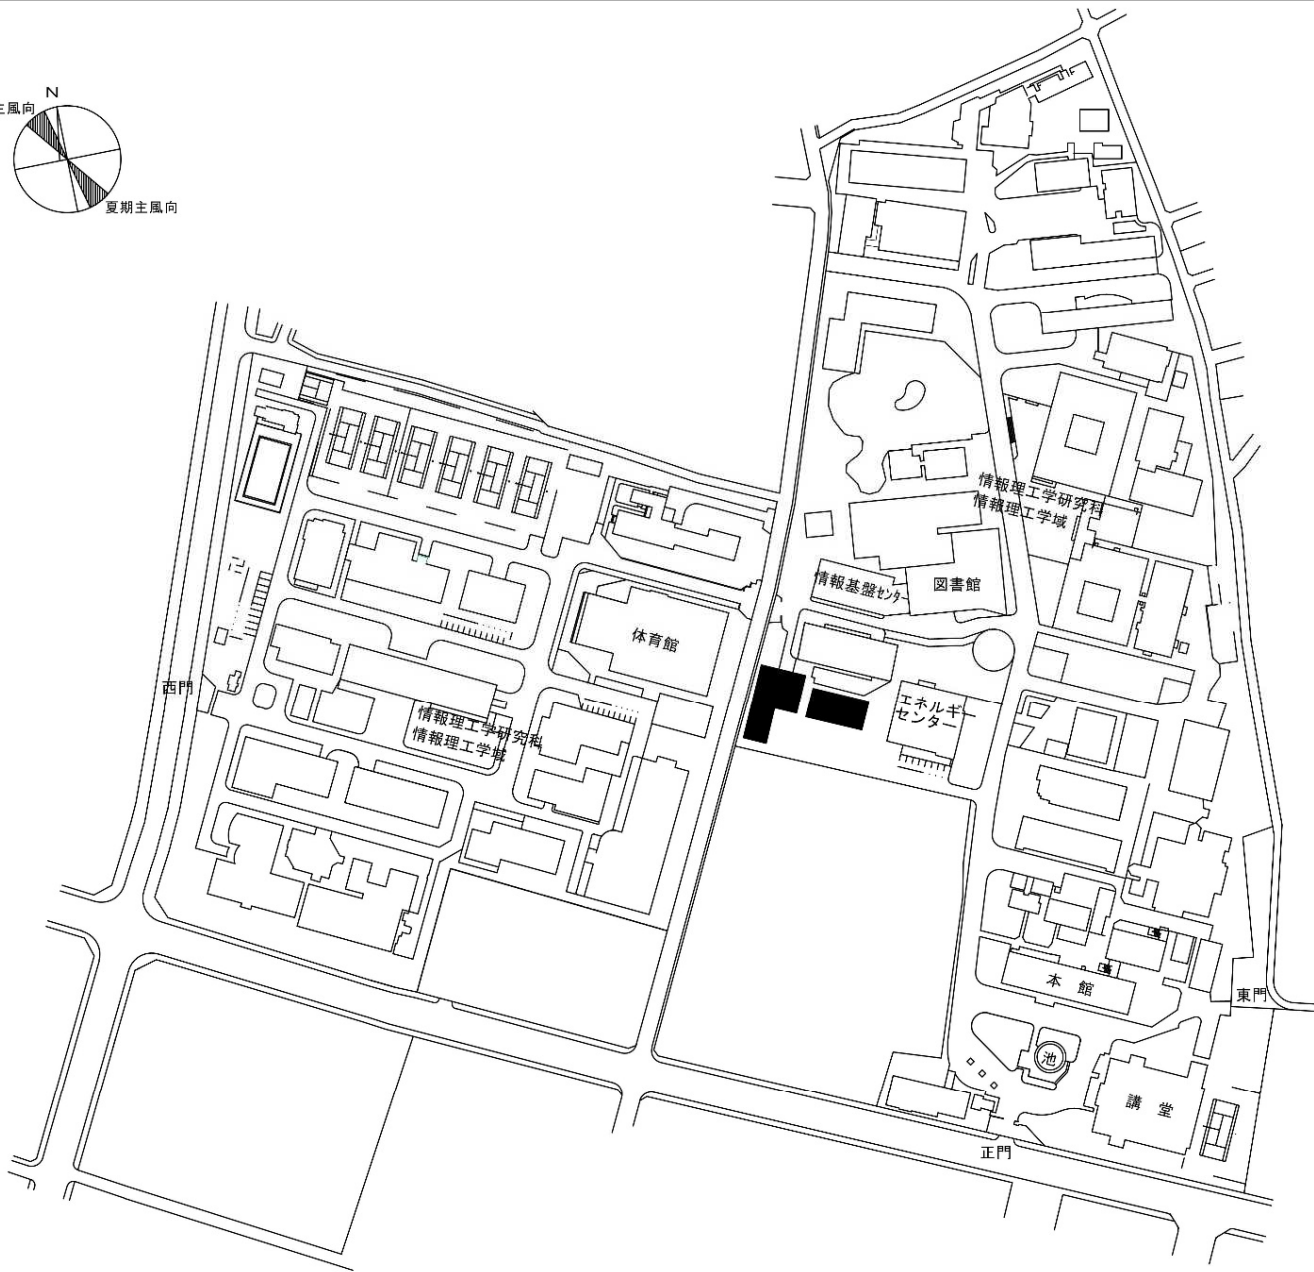 N
主風向
夏期主風向
情報理工学研究科
情報理工学域
情報基盤センター
図書館
体育館
西門
エネルギー
センター
情報理工学研究科
情報理工学域
本館
東門
池
講堂
正門